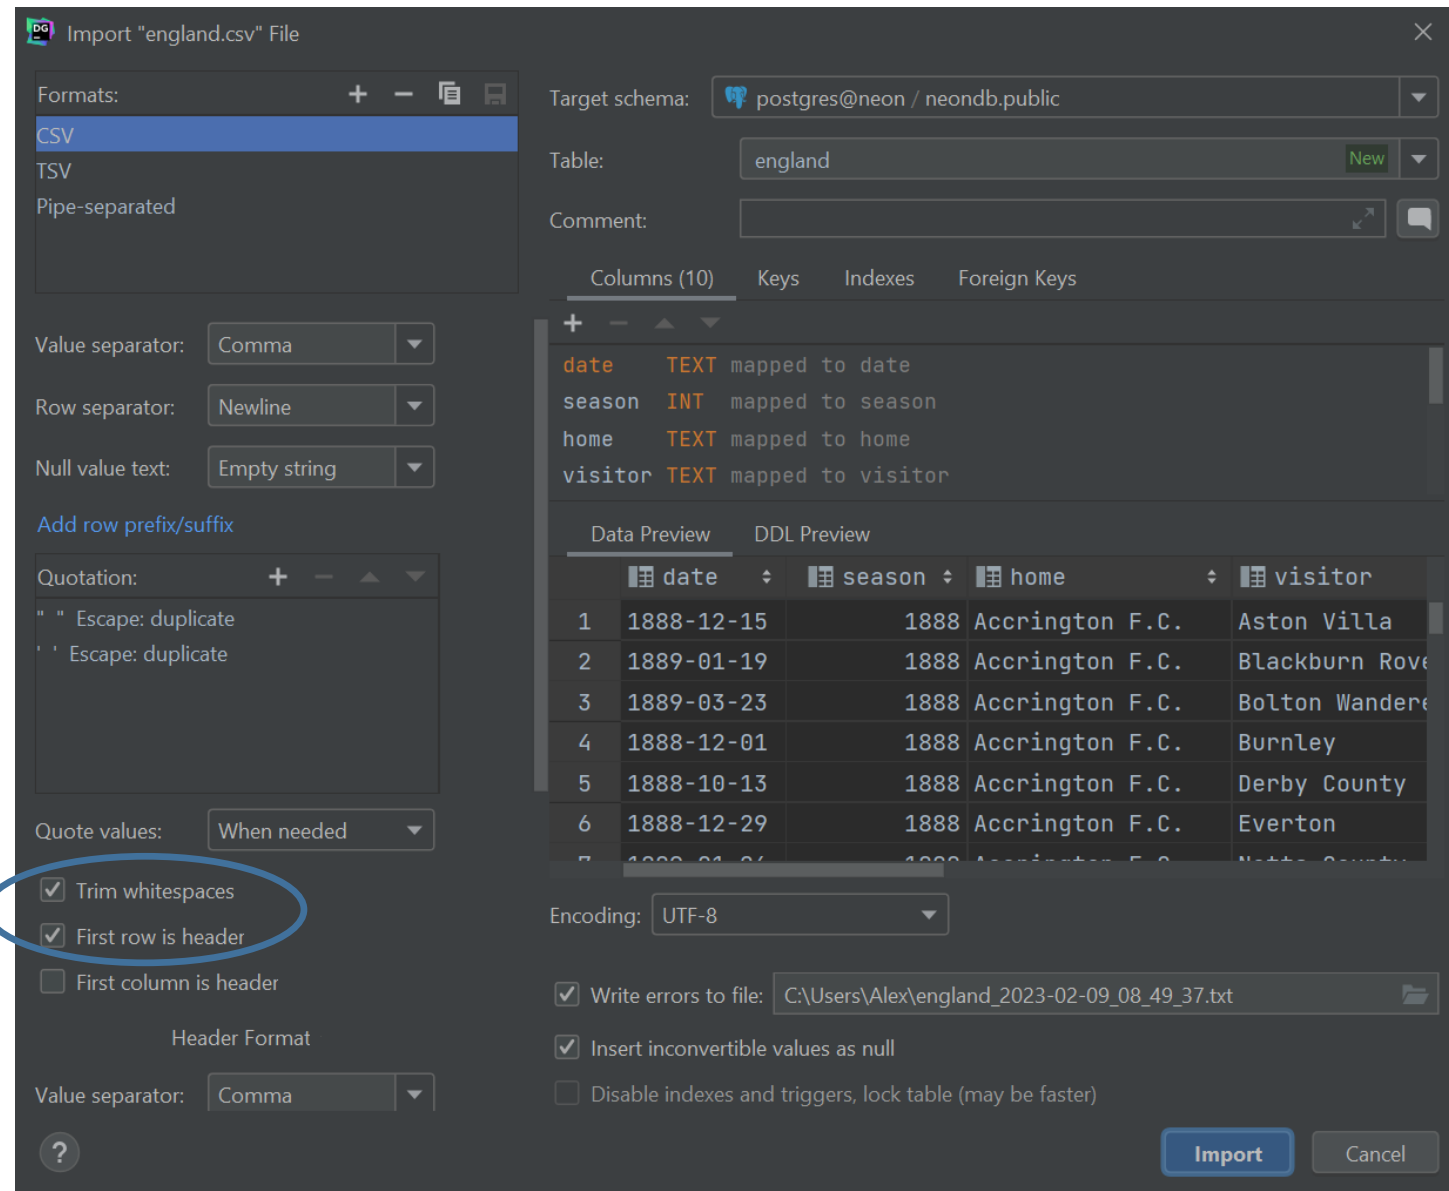 DG
Import "england.csv" File
Formats:
CSV
TSV
Pipe-separated
Value separator: Comma
Row separator: Newline
Null value text: Empty string
Add row prefix/suffix
Quotation:
" " Escape: duplicate
' ' Escape: duplicate
Quote values: When needed
Trim whitespaces
First row is header
First column is header
Header Format
Value separator: Comma
?
Target schema: postgres@neon / neondb.public
Table: england New
Comment:
Columns (10) Keys Indexes Foreign Keys
date TEXT mapped to date
season INT mapped to season
home TEXT mapped to home
visitor TEXT mapped to visitor
Data Preview DDL Preview
date season home visitor
1 1888-12-15 1888 Accrington F.C. Aston Villa
2 1889-01-19 1888 Accrington F.C. Blackburn Rove
3 1889-03-23 1888 Accrington F.C. Bolton Wandere
4 1888-12-01 1888 Accrington F.C. Burnley
5 1888-10-13 1888 Accrington F.C. Derby County
6 1888-12-29 1888 Accrington F.C. Everton
Encoding: UTF-8
Write errors to file: C:\Users\Alex\england_2023-02-09_08_49_37.txt
Insert inconvertible values as null
Disable indexes and triggers, lock table (may be faster)
Import Cancel